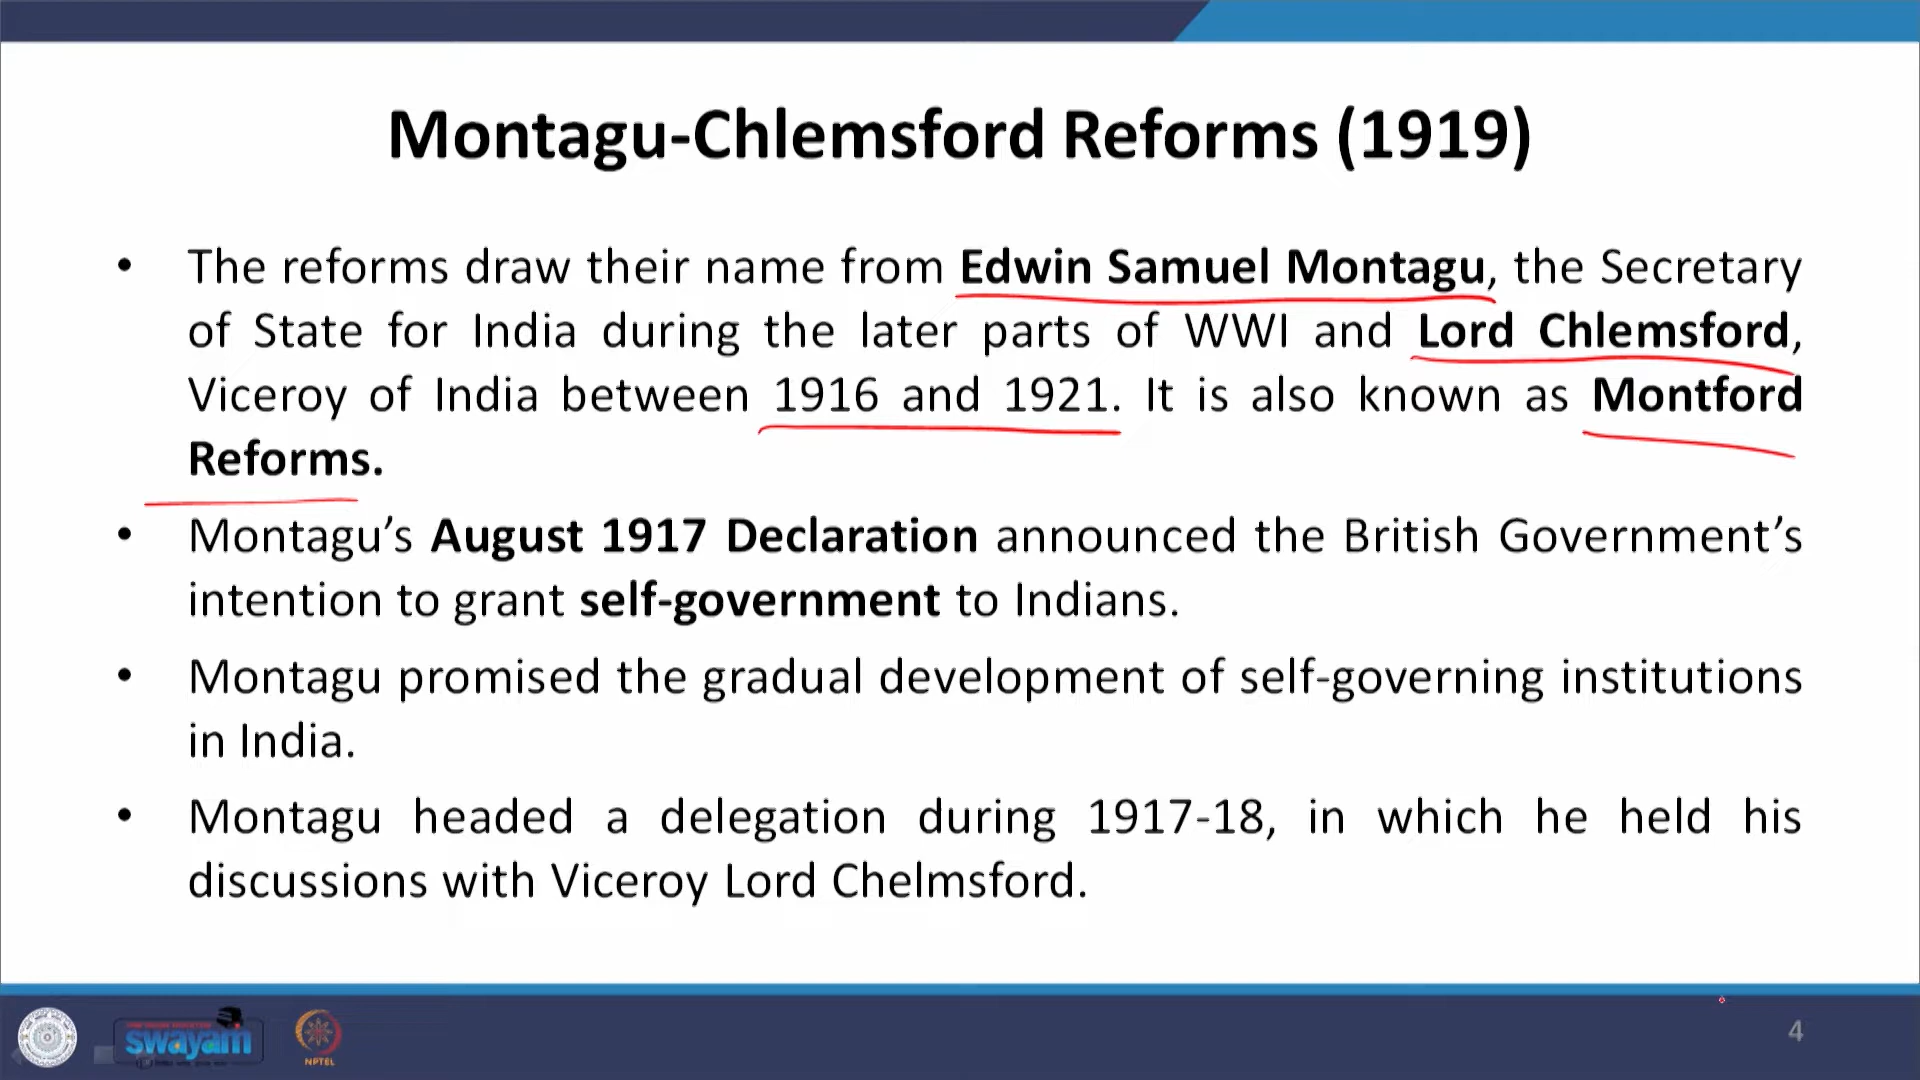 Montagu-Chlemsford Reforms (1919)
• The reforms draw their name from Edwin Samuel Montagu, the Secretary
of State for India during the later parts of WWI and Lord Chlemsford,
Viceroy of India between 1916 and 1921. It is also known as Montford
Reforms.
• Montagu’s August 1917 Declaration announced the British Government’s
intention to grant self-government to Indians.
• Montagu promised the gradual development of self-governing institutions
in India.
• Montagu headed a delegation during 1917-18, in which he held his
discussions with Viceroy Lord Chelmsford.
swayam
NPTEL
4